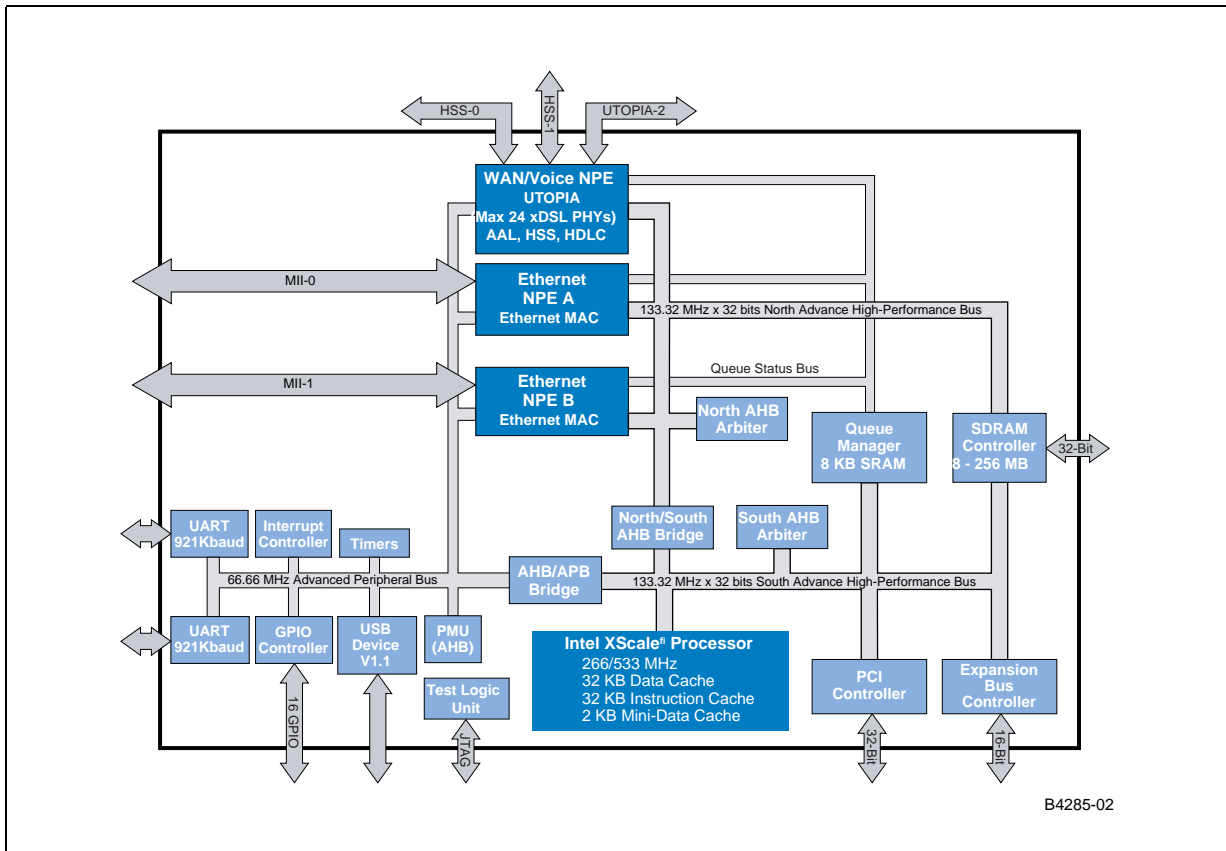 HSS-0
HSS-1
UTOPIA-2
WAN/Voice NPE
UTOPIA
(Max 24 xDSL PHYs)
AAL, HSS, HDLC
MII-0
Ethernet
NPE A
Ethernet MAC
133.32 MHz x 32 bits North Advance High-Performance Bus
MII-1
Ethernet
NPE B
Ethernet MAC
Queue Status Bus
North AHB
Arbiter
Queue
Manager
8 KB SRAM
SDRAM
Controller
8 - 256 MB
32-Bit
UART
921Kbaud
Interrupt
Controller
Timers
North/South
AHB Bridge
South AHB
Arbiter
66.66 MHz Advanced Peripheral Bus
AHB/APB
Bridge
133.32 MHz x 32 bits South Advance High-Performance Bus
UART
921Kbaud
GPIO
Controller
USB
Device
V1.1
PMU
(AHB)
Intel XScalefi Processor
266/533 MHz
32 KB Data Cache
32 KB Instruction Cache
2 KB Mini-Data Cache
PCI
Controller
Expansion
Bus
Controller
Test Logic
Unit
16 GPIO
JTAG
32-Bit
16-Bit
B4285-02